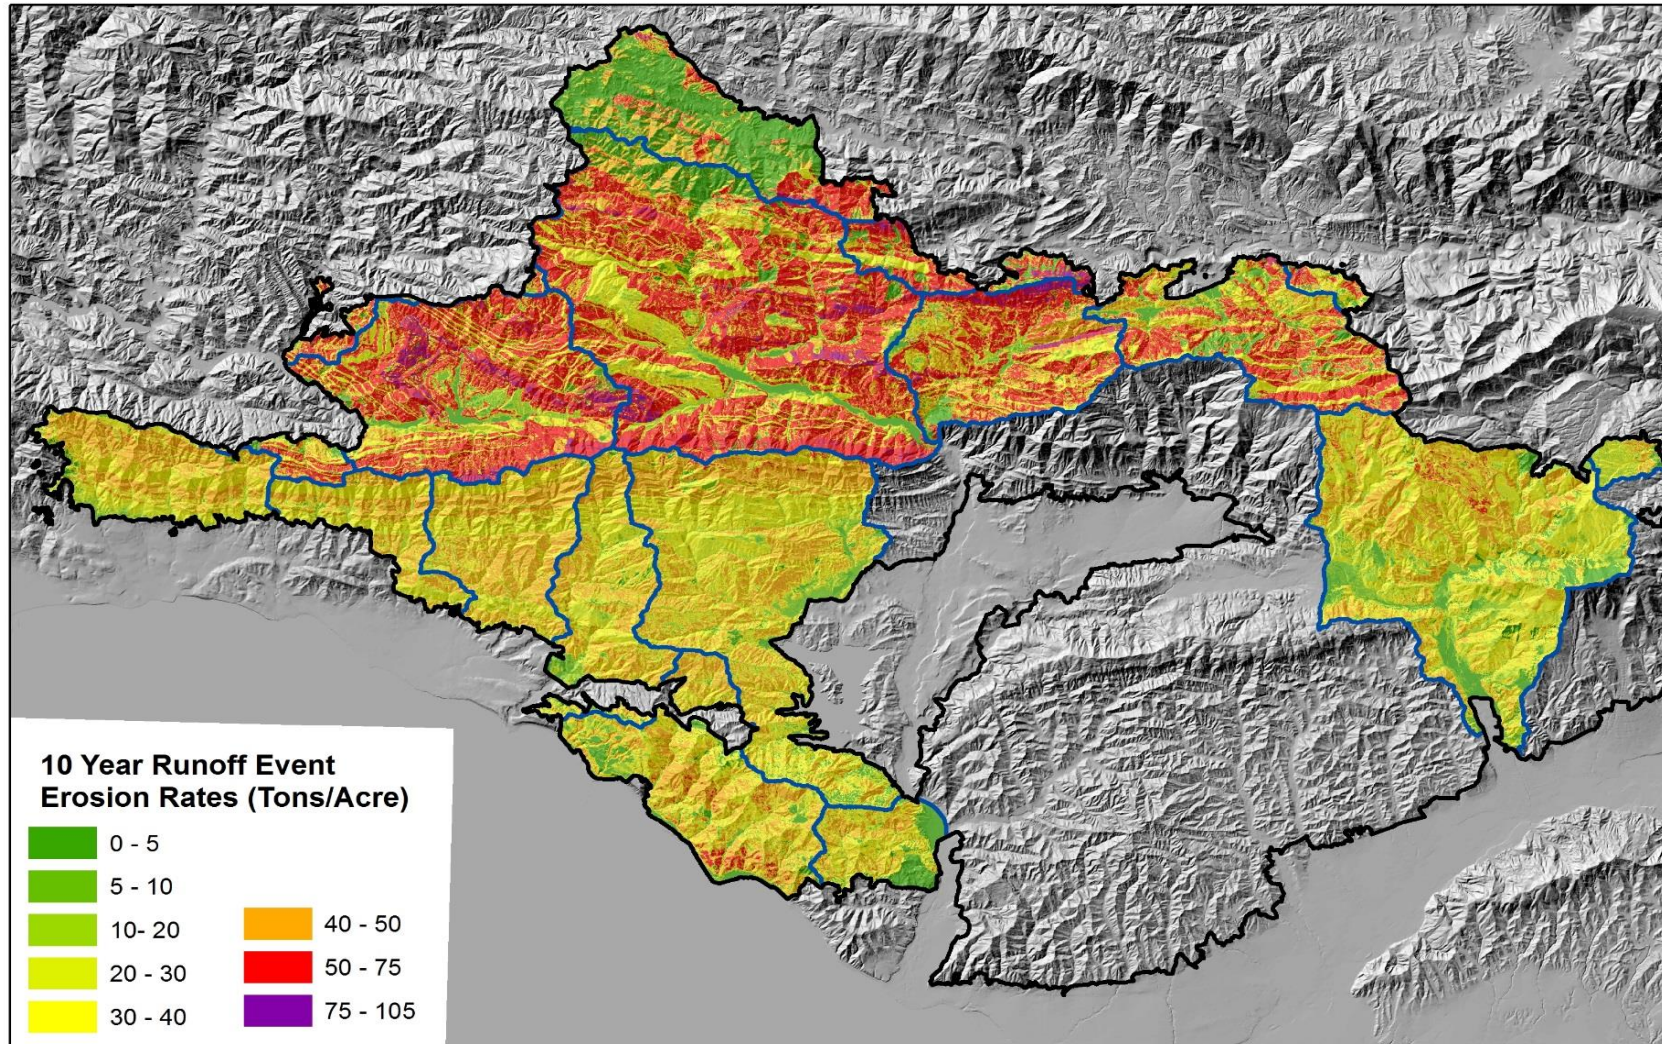 10 Year Runoff Event
Erosion Rates (Tons/Acre)
0 - 5
5 - 10
10- 20
20 - 30
30 - 40
40 - 50
50 - 75
75 - 105